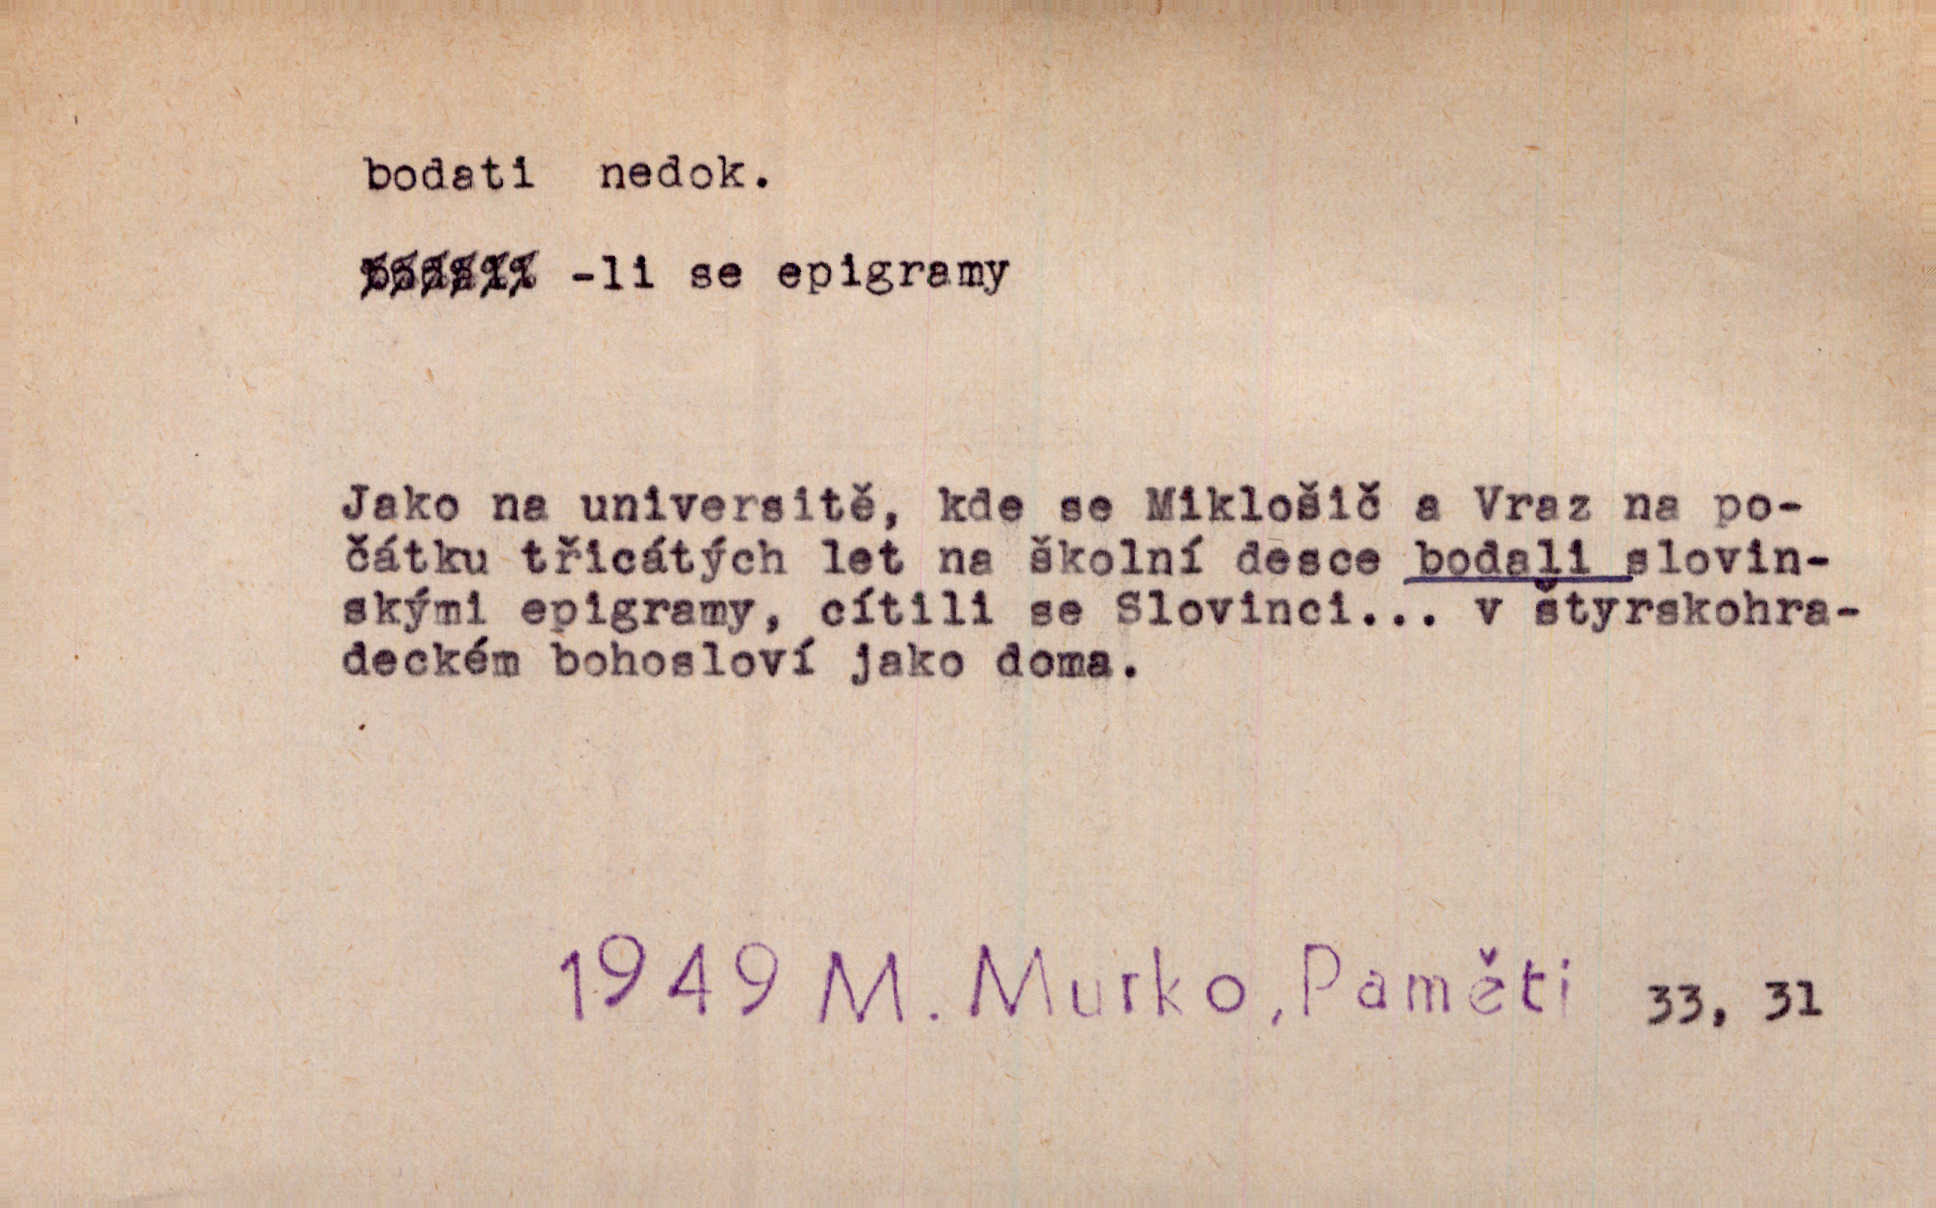 bodati nedok.
-li se epigramy
Jako na universitě, kde se Miklošič a Vraz na po-
čátku třicátých let na školní desce bodali slovin-
skými epigramy, cítili se Slovinci... v štyrskohra-
deckém bohosloví jako doma.
1949 M. Murko, Paměti 33, 31